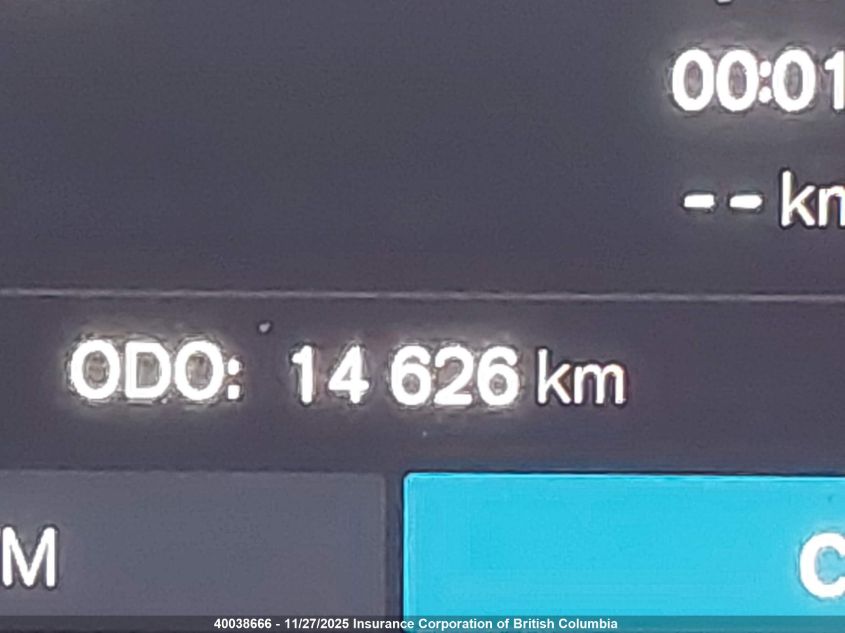 00:01
-- km
ODO: 14 626 km
M
C
40038666 - 11/27/2025 Insurance Corporation of British Columbia